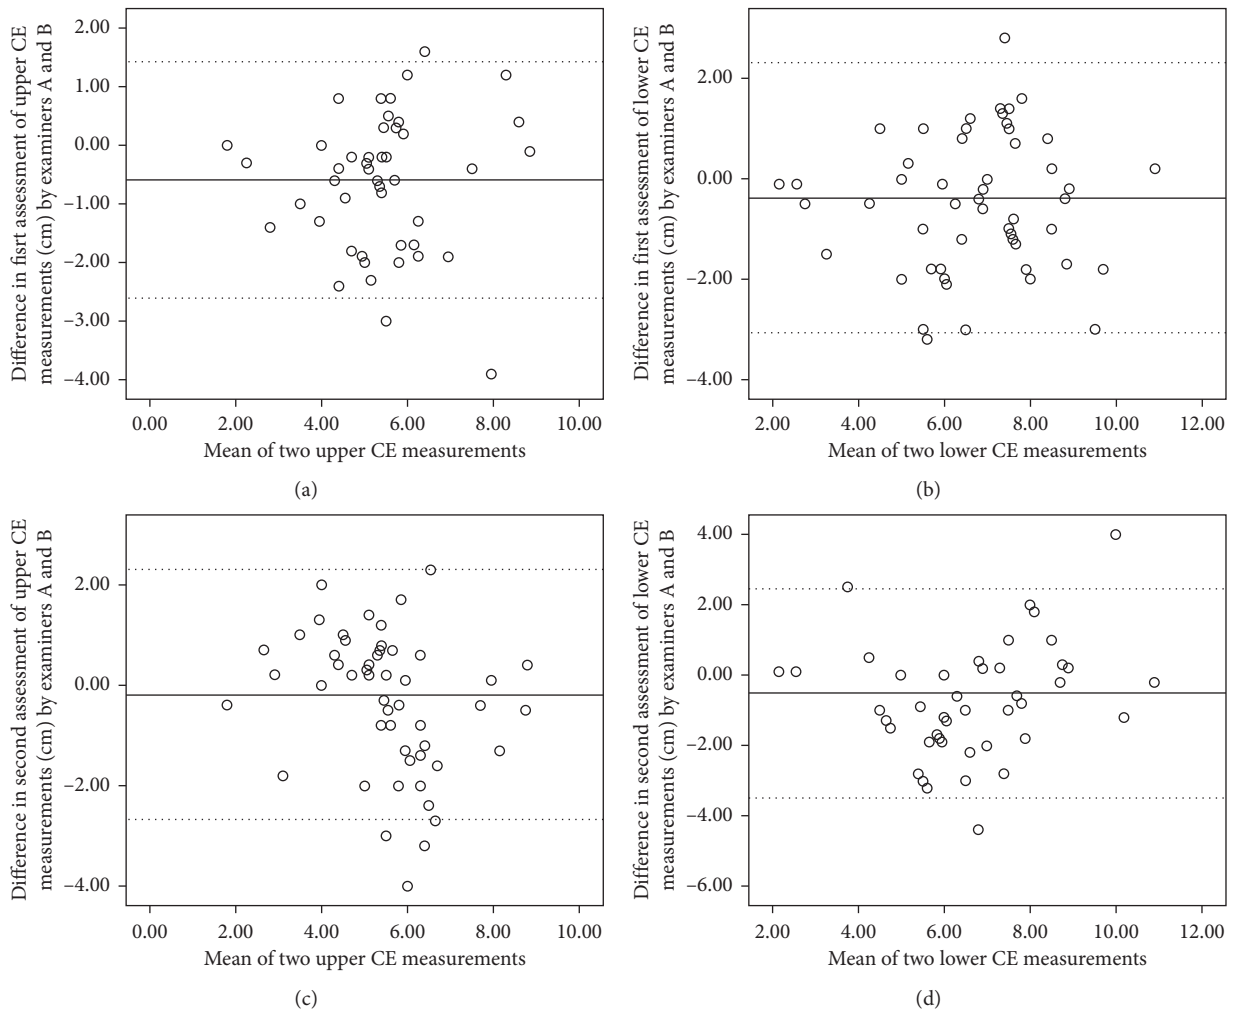 Difference in fisrt assessment of upper CE
measurements (cm) by examiners A and B
2.00
1.00
0.00
–1.00
–2.00
–3.00
–4.00
0.00 2.00 4.00 6.00 8.00 10.00
Mean of two upper CE measurements
(a)
Difference in first assessment of lower CE
measurements (cm) by examiners A and B
2.00
0.00
–2.00
–4.00
2.00 4.00 6.00 8.00 10.00 12.00
Mean of two lower CE measurements
(b)
Difference in second assessment of upper CE
measurements (cm) by examiners A and B
2.00
0.00
–2.00
–4.00
0.00 2.00 4.00 6.00 8.00 10.00
Mean of two upper CE measurements
(c)
Difference in second assessment of lower CE
measurements (cm) by examiners A and B
4.00
2.00
0.00
–2.00
–4.00
–6.00
2.00 4.00 6.00 8.00 10.00 12.00
Mean of two lower CE measurements
(d)